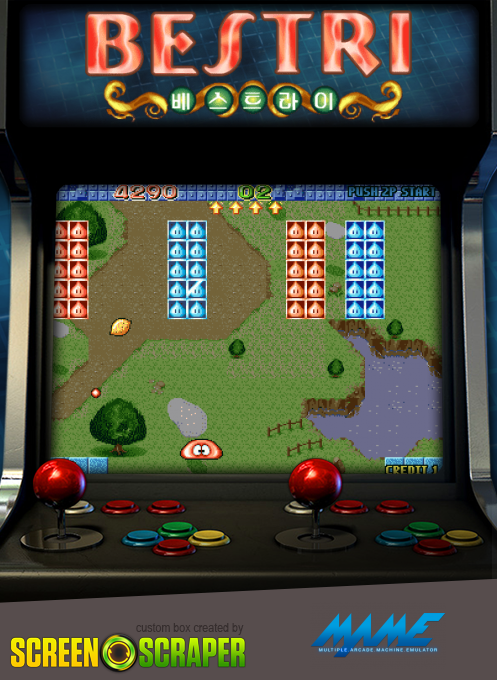 BESTRI
베스트라이
4290 02 PUSH 2P START
CREDIT 1
custom box created by
SCREEN SCRAPER
MAME
MULTIPLE ARCADE MACHINE EMULATOR